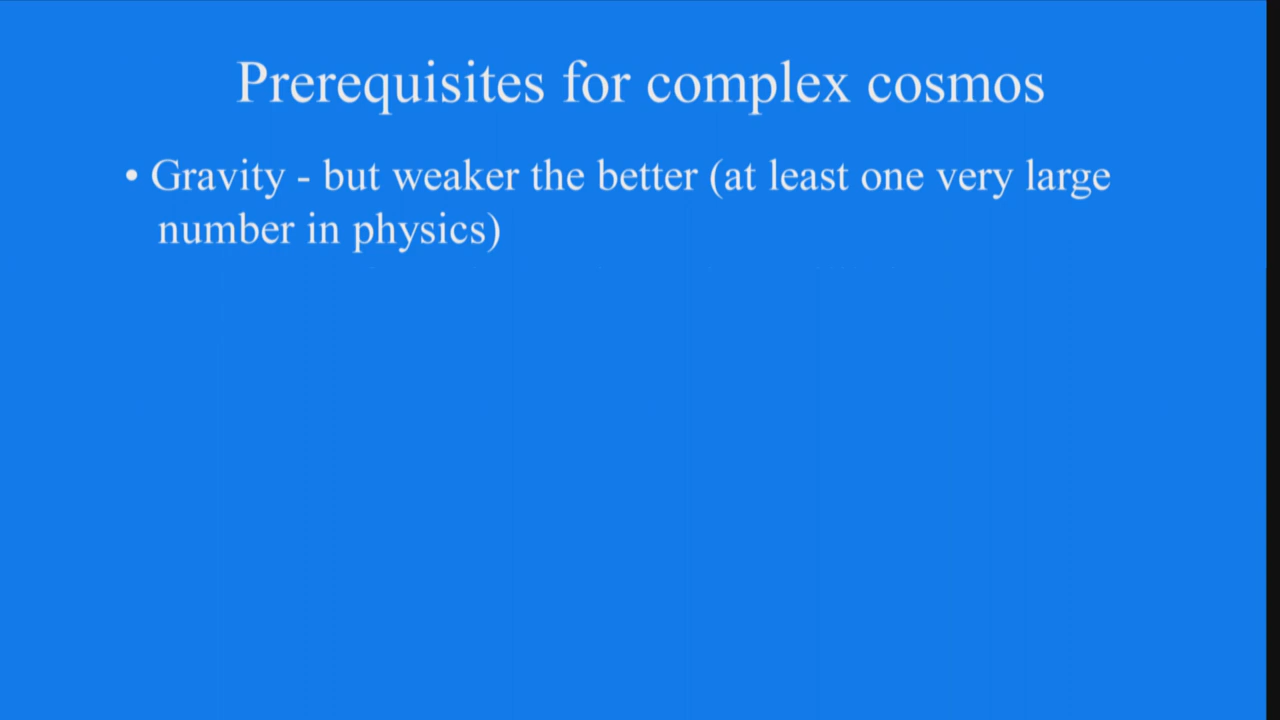 Prerequisites for complex cosmos
• Gravity - but weaker the better (at least one very large
number in physics)